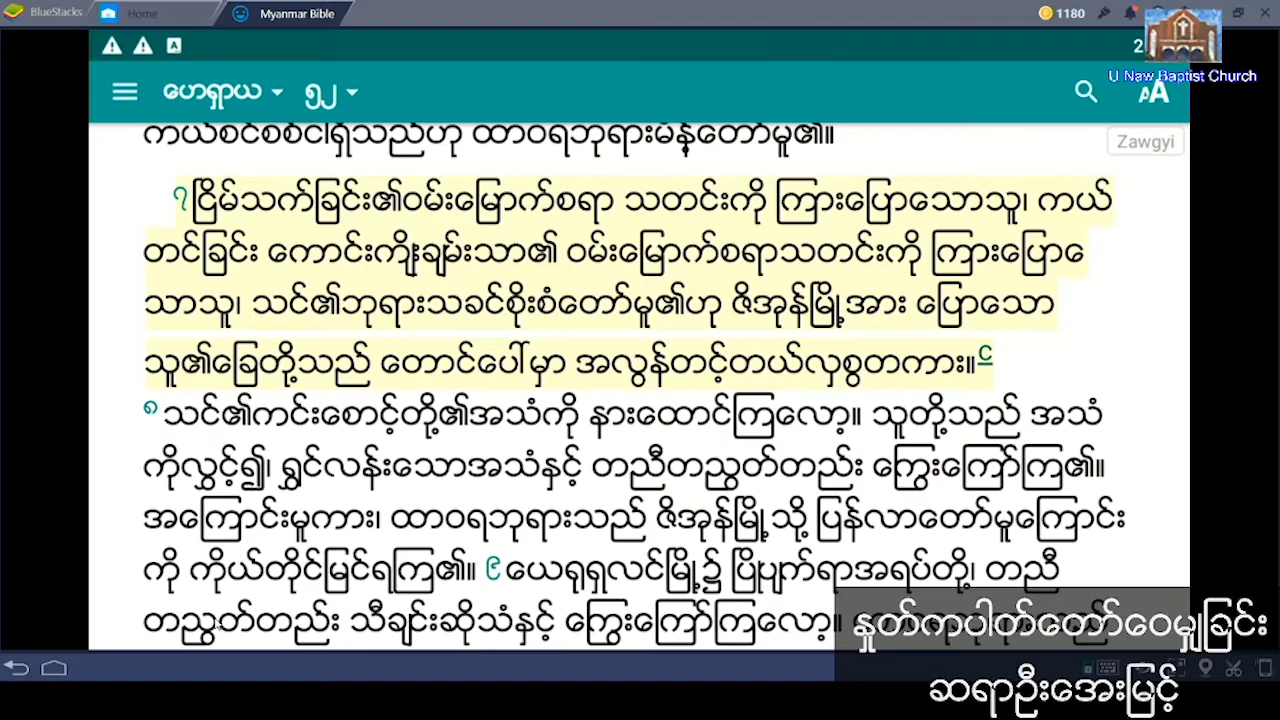 BlueStacks Home Myanmar Bible 1180
U Naw Baptist Church
ဟေရှာယ ၅၂
ကယ်စင်စစ်ငါရှိသည်ဟု ထာဝရဘုရားမိန့်တော်မူ၏။
Zawgyi
၇ ငြိမ်သက်ခြင်း၏ဝမ်းမြောက်စရာ သတင်းကို ကြားပြောသောသူ၊ ကယ်
တင်ခြင်း ကောင်းကျိုးချမ်းသာ၏ ဝမ်းမြောက်စရာသတင်းကို ကြားပြော
သောသူ၊ သင်၏ဘုရားသခင်စိုးစံတော်မူ၏ဟု ဇိအုန်မြို့အား ပြောသော
သူ၏ခြေတို့သည် တောင်ပေါ်မှာ အလွန်တင့်တယ်လှစွတကား။ င
၈ သင်၏ကင်းစောင့်တို့၏အသံကို နားထောင်ကြလော့။ သူတို့သည် အသံ
ကိုလွှင့်၍၊ ရွှင်လန်းသောအသံနှင့် တညီတညွတ်တည်း ကြွေးကြော်ကြ၏။
အကြောင်းမူကား၊ ထာဝရဘုရားသည် ဇိအုန်မြို့သို့ ပြန်လာတော်မူကြောင်း
ကို ကိုယ်တိုင်မြင်ရကြ၏။ ၉ ယေရုရှလင်မြို့၌ ပြိုပျက်ရာအရပ်တို့၊ တညီ
တညွတ်တည်း သီချင်းဆိုသံနှင့် ကြွေးကြော်ကြလော့။
နှုတ်ကပါတ်တော်ဝေမျှခြင်း
ဆရာဦးအေးမြင့်